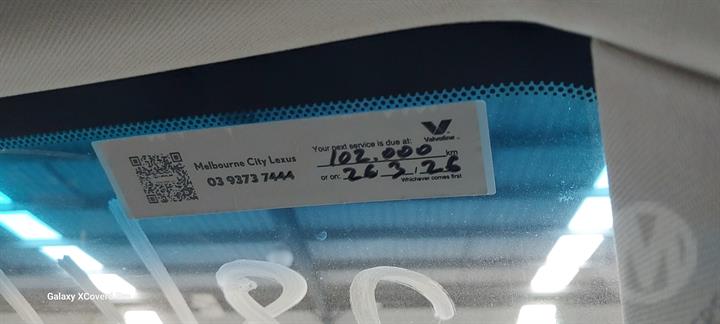 Melbourne City Lexus
03 9373 7444
Your next service is due at:
102,000 km
or on: 26 / 3 / 26
Whichever comes first
Valvoline
Galaxy XCover